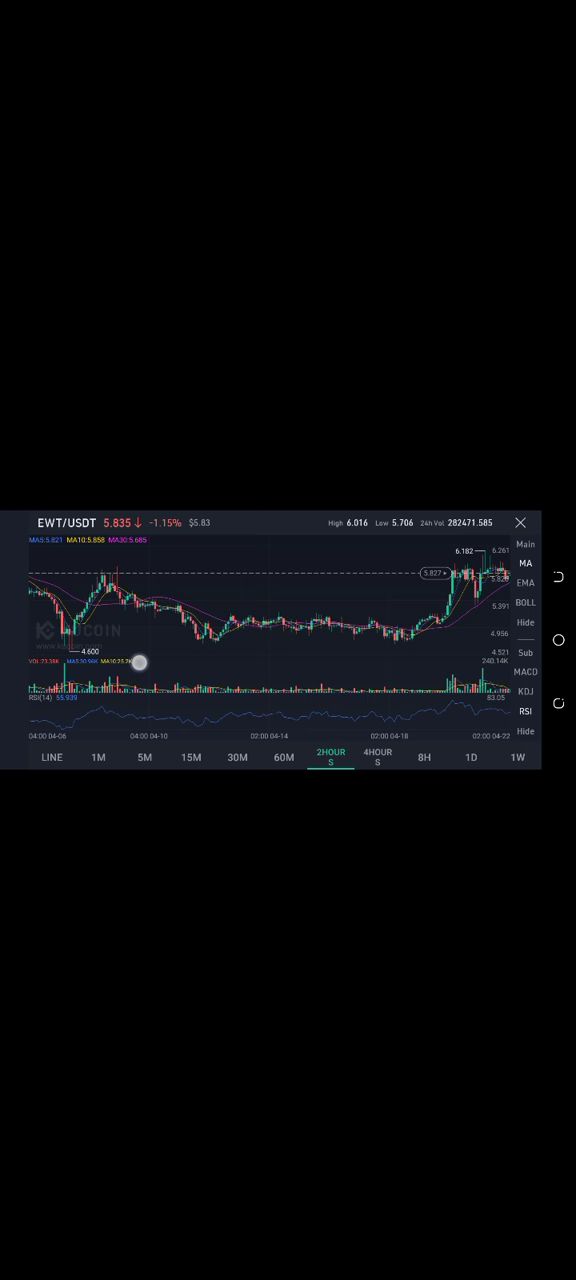 EWT/USDT 5.835↓ -1.15% $5.83 High 6.016 Low 5.706 24h Vol 282471.585
MA5:5.821 MA10:5.858 MA30:5.685
Main
6.182
6.261
MA
5.827
EMA
5.391
BOLL
KUCOIN
Hide
4.956
4.600
4.521
Sub
240.14K
MACD
KDJ
RSI(14) 55.939
83.05
RSI
Hide
04:00 04-06 04:00 04-10 02:00 04-14 02:00 04-18 02:00 04-22
LINE 1M 5M 15M 30M 60M 2HOUR 4HOUR 8H 1D 1W
S S